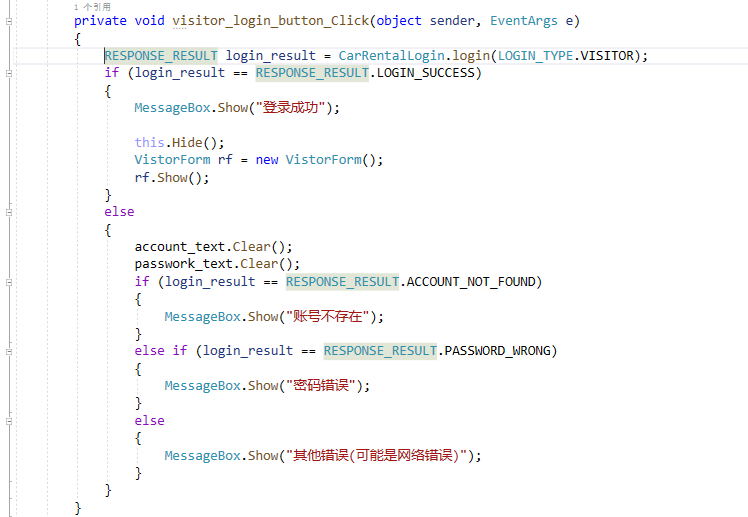 1 个引用
private void visitor_login_button_Click(object sender, EventArgs e)
{
RESPONSE_RESULT login_result = CarRentalLogin.login(LOGIN_TYPE.VISITOR);
if (login_result == RESPONSE_RESULT.LOGIN_SUCCESS)
{
MessageBox.Show("登录成功");
this.Hide();
VistorForm rf = new VistorForm();
rf.Show();
}
else
{
account_text.Clear();
passwork_text.Clear();
if (login_result == RESPONSE_RESULT.ACCOUNT_NOT_FOUND)
{
MessageBox.Show("账号不存在");
}
else if (login_result == RESPONSE_RESULT.PASSWORD_WRONG)
{
MessageBox.Show("密码错误");
}
else
{
MessageBox.Show("其他错误(可能是网络错误)");
}
}
}